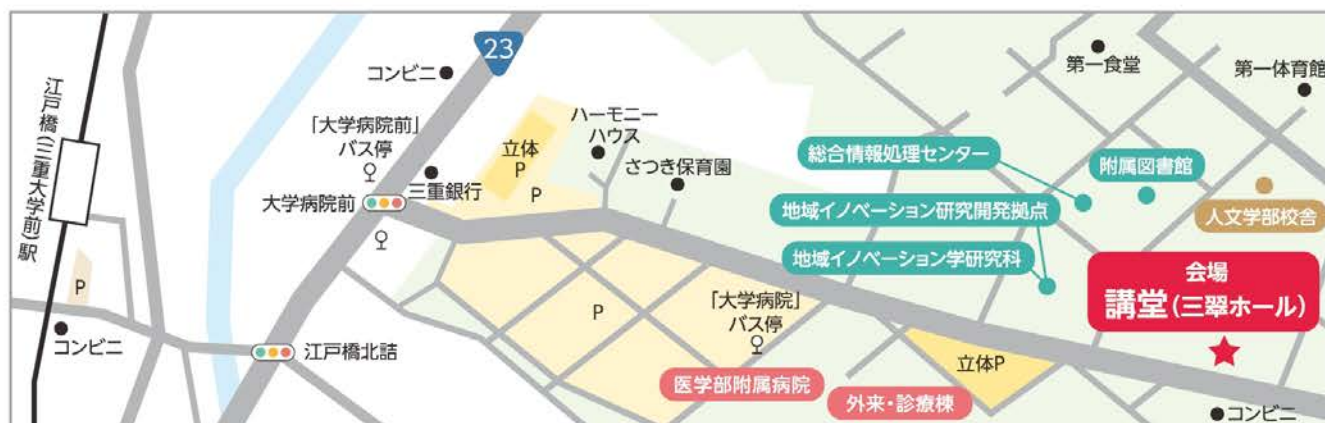 江戸橋(三重大学前)駅
P
コンビニ
江戸橋北詰
23
コンビニ
「大学病院前」
バス停
大学病院前
三重銀行
立体
P
P
ハーモニー
ハウス
さつき保育園
P
「大学病院」
バス停
医学部附属病院
外来・診療棟
立体P
総合情報処理センター
地域イノベーション研究開発拠点
地域イノベーション学研究科
第一食堂
附属図書館
第一体育館
人文学部校舎
会場
講堂(三翠ホール)
コンビニ